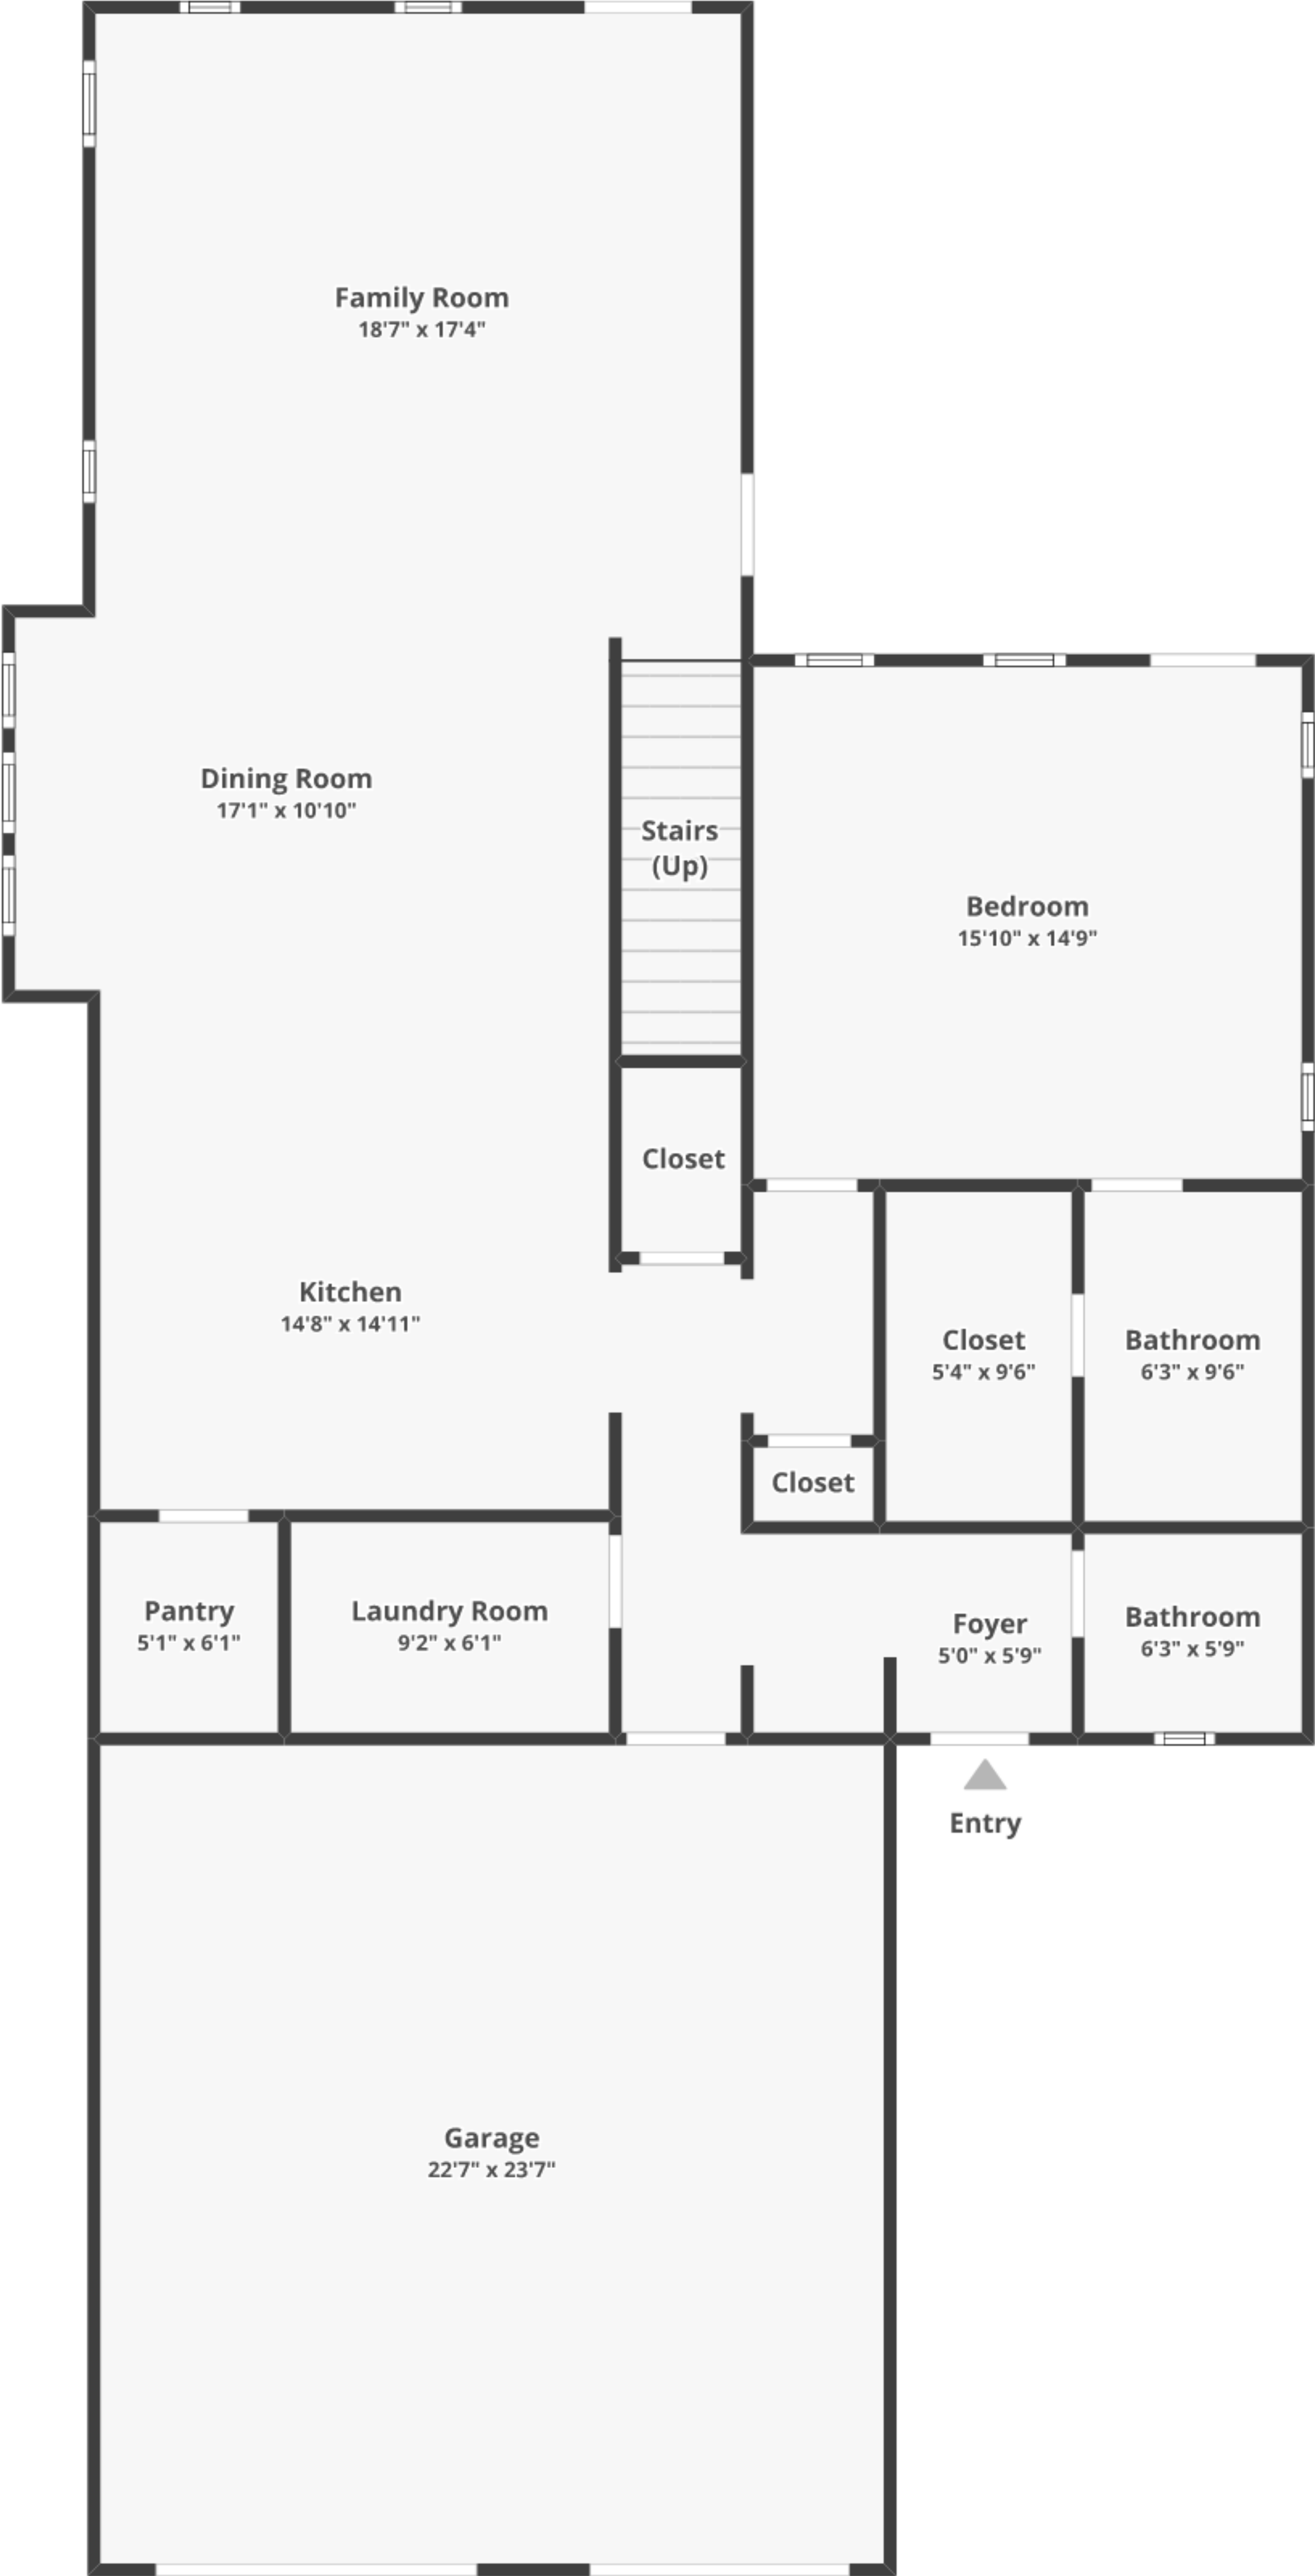 Family Room
18'7" x 17'4"
Dining Room
17'1" x 10'10"
Stairs
(Up)
Bedroom
15'10" x 14'9"
Closet
Kitchen
14'8" x 14'11"
Closet
5'4" x 9'6"
Bathroom
6'3" x 9'6"
Closet
Pantry
5'1" x 6'1"
Laundry Room
9'2" x 6'1"
Foyer
5'0" x 5'9"
Bathroom
6'3" x 5'9"
Entry
Garage
22'7" x 23'7"